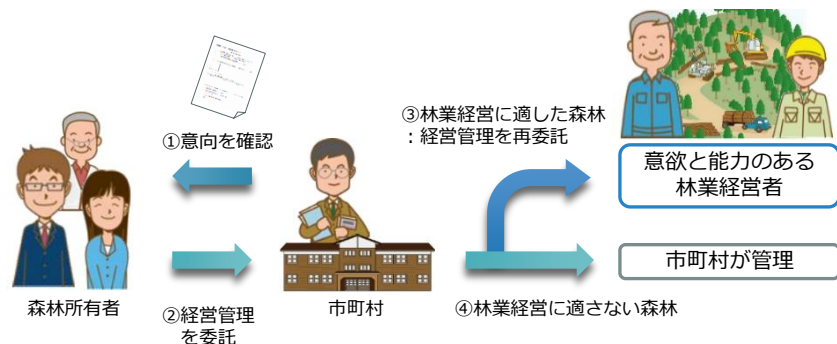 ①意向を確認
森林所有者
②経営管理
を委託
市町村
③林業経営に適した森林
：経営管理を再委託
意欲と能力のある
林業経営者
④林業経営に適さない森林
市町村が管理